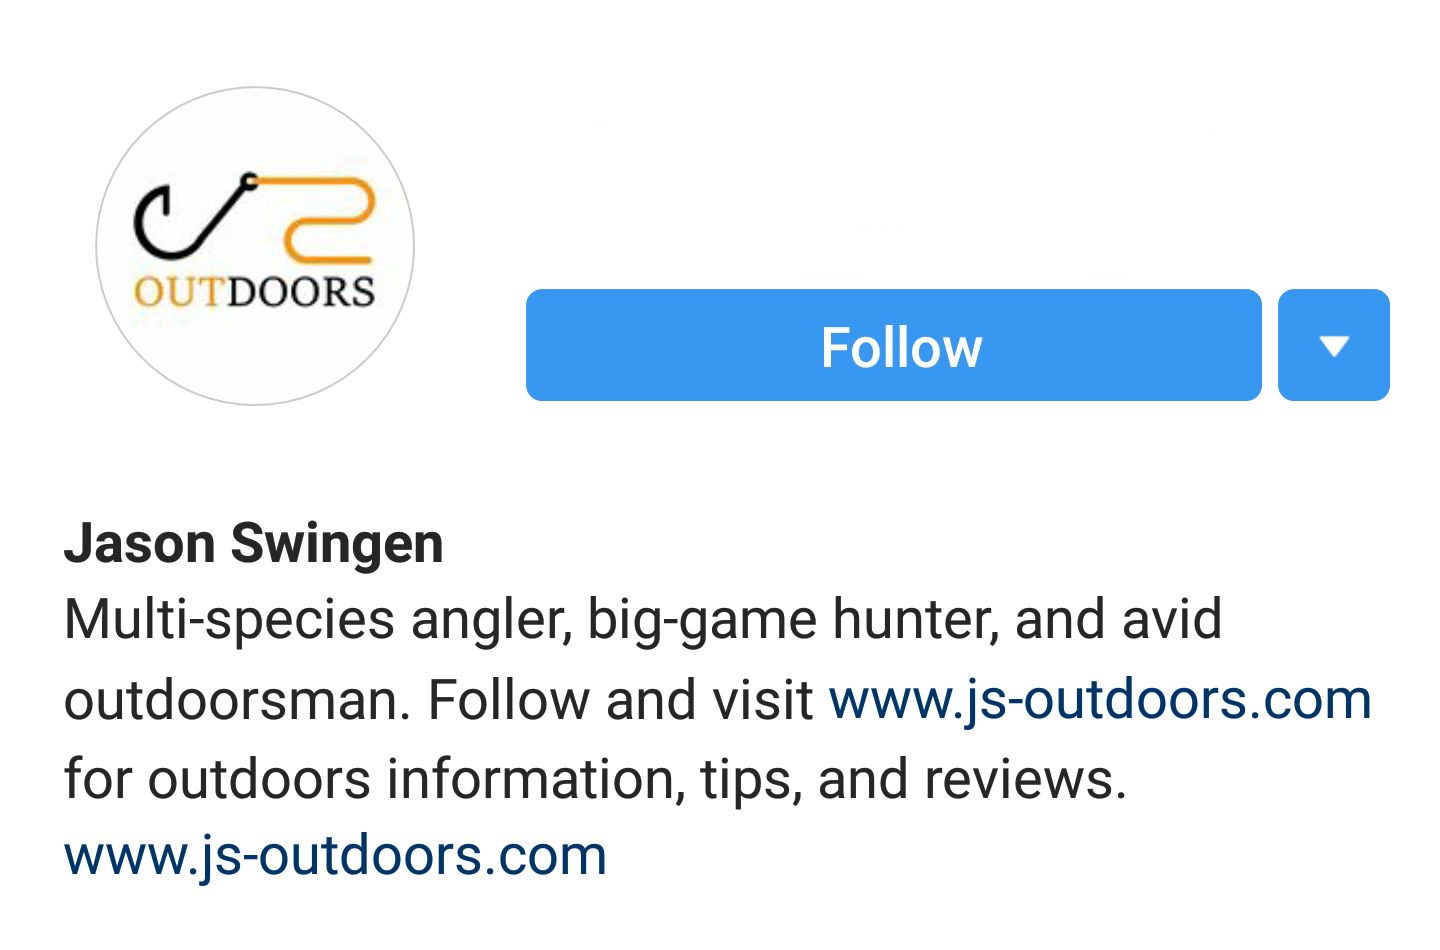 OUTDOORS
Follow
Jason Swingen
Multi-species angler, big-game hunter, and avid
outdoorsman. Follow and visit www.js-outdoors.com
for outdoors information, tips, and reviews.
www.js-outdoors.com